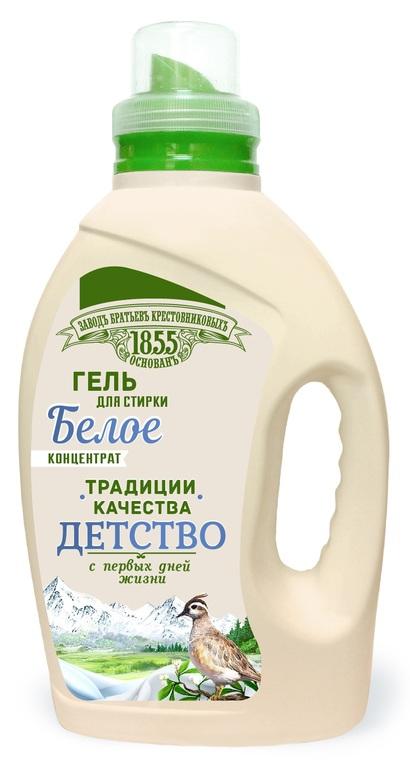 ЗАВОДЪ БРАТЬЕВЪ КРЕСТОВНИКОВЫХЪ
1855
ОСНОВАНЪ
ГЕЛЬ
ДЛЯ СТИРКИ
Белое
КОНЦЕНТРАТ
• ТРАДИЦИИ •
КАЧЕСТВА
ДЕТСТВО
с первых дней
жизни